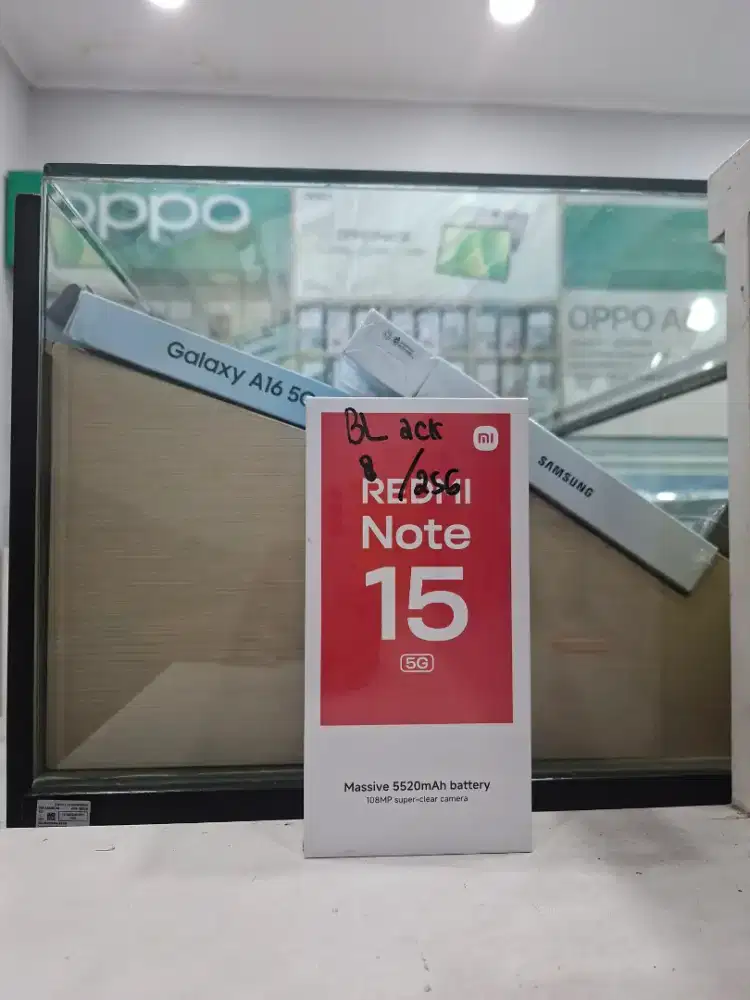 oppo
OPPO A
Galaxy A16 5G
SAMSUNG
BLack
8/256
mi
REDMI
Note
15
5G
Massive 5520mAh battery
108MP super-clear camera